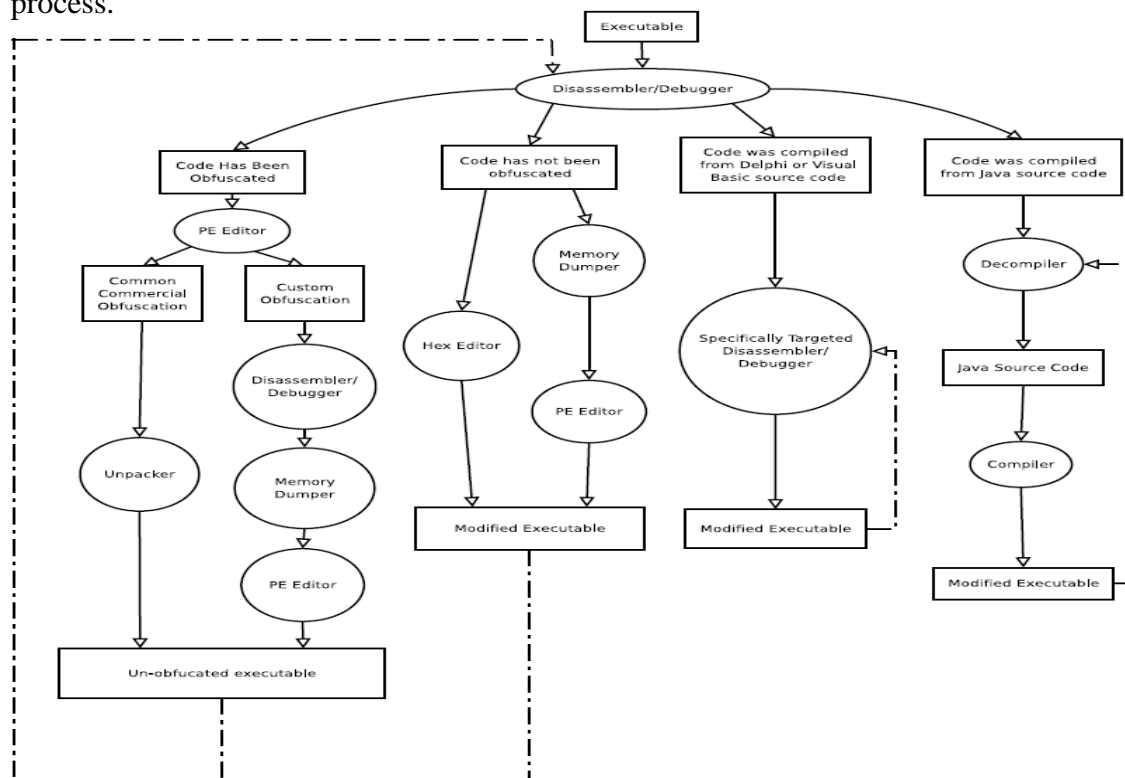 process.
Executable
Disassembler/Debugger
Code Has Been
Obfuscated
Code has not been
obfuscated
Code was compiled
from Delphi or Visual
Basic source code
Code was compiled
from Java source code
PE Editor
Common
Commercial
Obfuscation
Custom
Obfuscation
Memory
Dumper
Decompiler
Hex Editor
Specifically Targeted
Disassembler/
Debugger
Java Source Code
Disassembler/
Debugger
PE Editor
Unpacker
Memory
Dumper
Compiler
Modified Executable
Modified Executable
PE Editor
Modified Executable
Un-obfucated executable